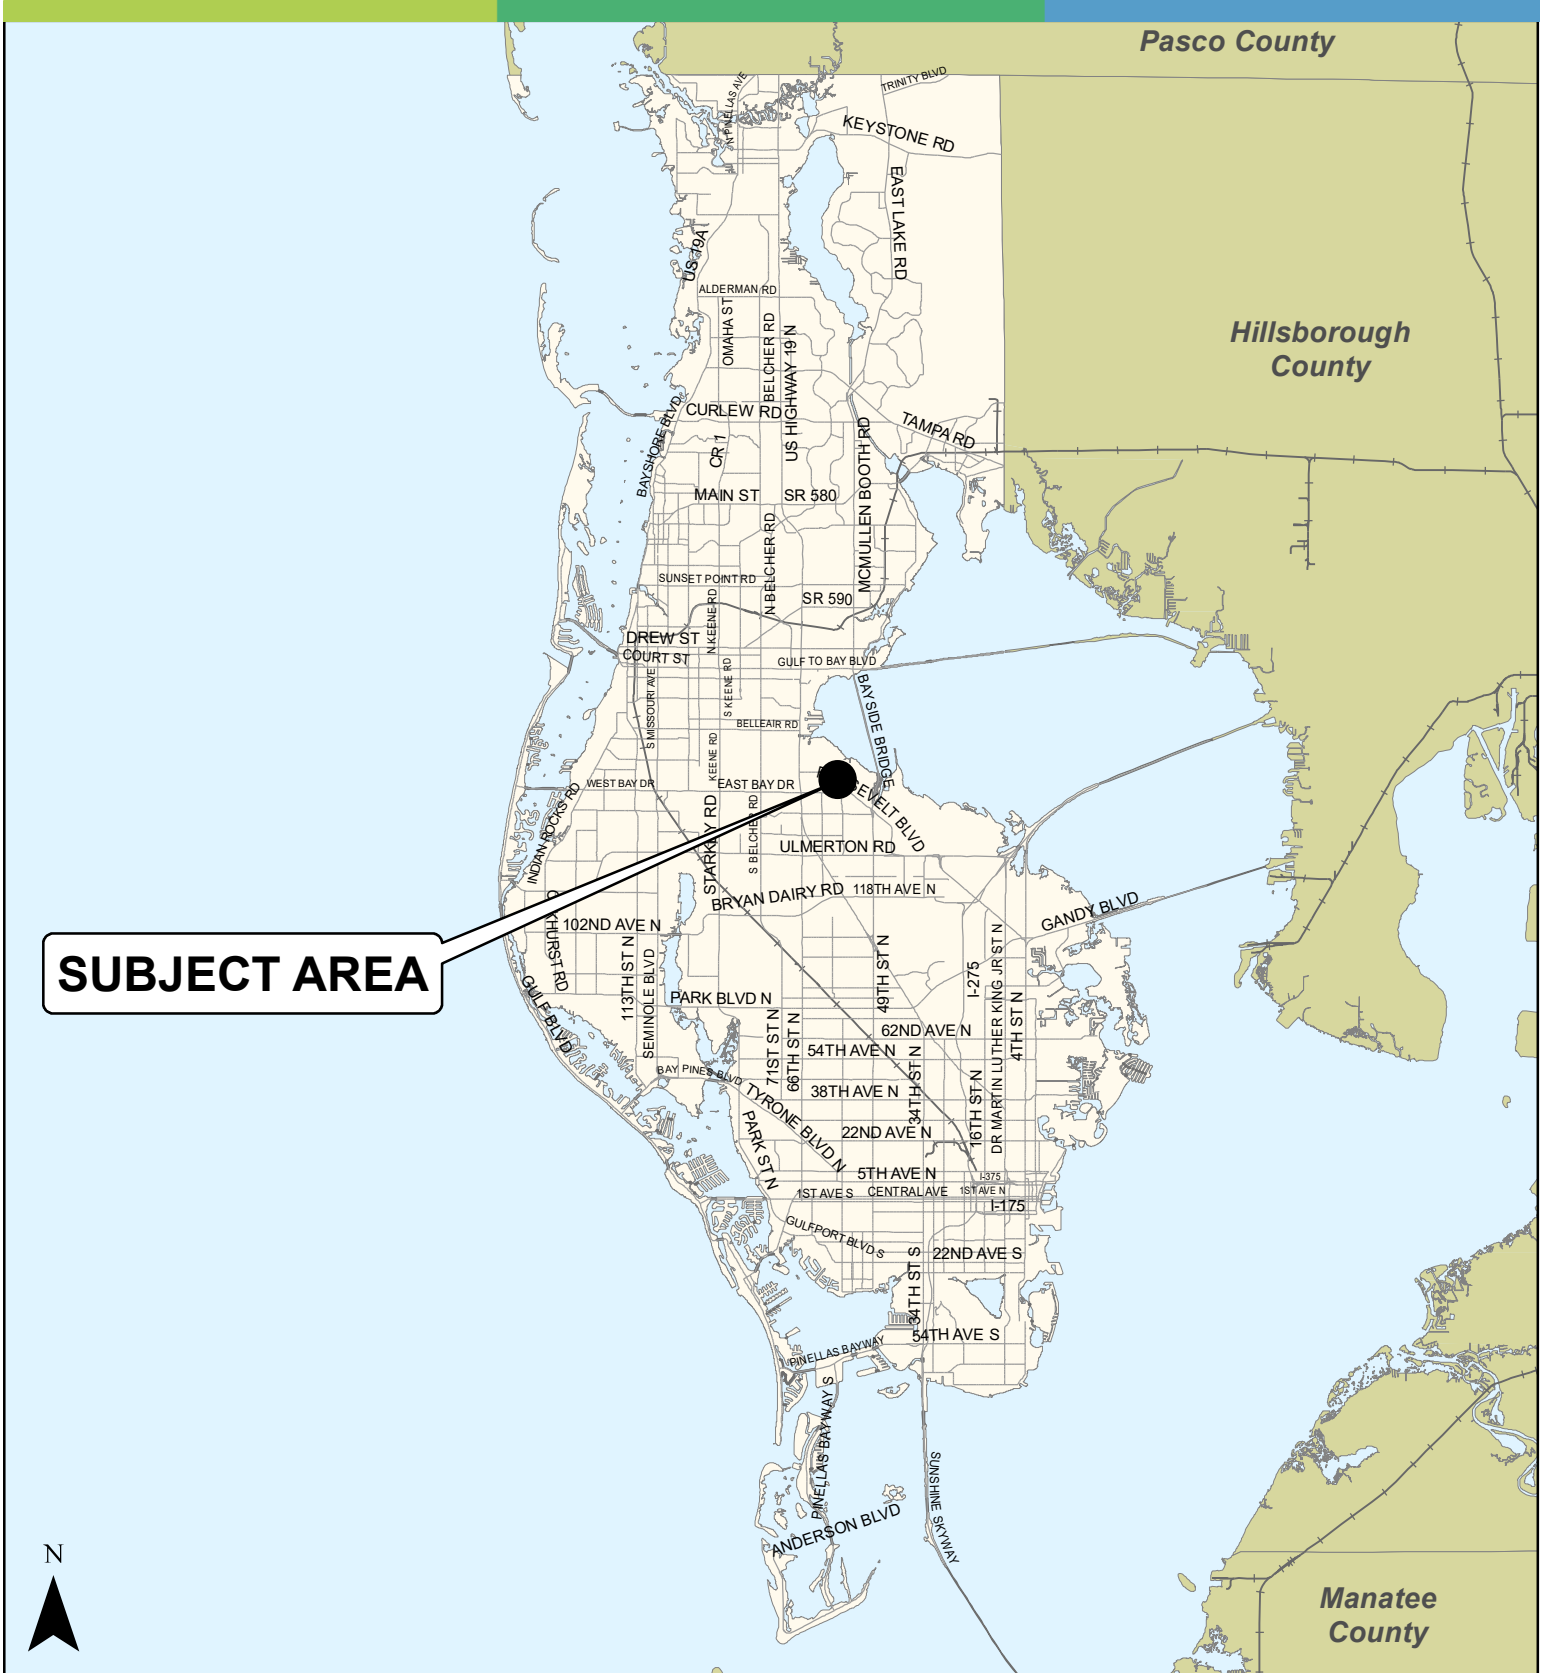 Pasco County
TRINITY BLVD
N PINELLAS AVE
KEYSTONE RD
EAST LAKE RD
US 19A
ALDERMAN RD
OMAHA ST
BELCHER RD
US HIGHWAY 19 N
Hillsborough
County
CURLEW RD
BAYSHORE BLVD
TAMPA RD
CR 1
MCMULLEN BOOTH RD
MAIN ST
SR 580
N BELCHER RD
SUNSET POINT RD
SR 590
N KEENE RD
DREW ST
COURT ST
GULF TO BAY BLVD
S MISSOURI AVE
S KEENE RD
BAYSIDE BRIDGE
BELLEAIR RD
KEENE RD
WEST BAY DR
EAST BAY DR
INDIAN ROCKS RD
STARKEY RD
S BELCHER RD
ULMERTON RD
BRYAN DAIRY RD
118TH AVE N
GANDY BLVD
102ND AVE N
SUBJECT AREA
113TH ST N
SEMINOLE BLVD
GULF BLVD
PARK BLVD N
49TH ST N
I-275
DR MARTIN LUTHER KING JR ST N
4TH ST N
62ND AVE N
71ST ST N
66TH ST N
54TH AVE N
34TH ST N
BAY PINES BLVD
TYRONE BLVD N
38TH AVE N
16TH ST N
22ND AVE N
PARK ST N
5TH AVE N
I-375
1ST AVE S
CENTRAL AVE
1ST AVE N
I-175
GULFPORT BLVD S
22ND AVE S
34TH ST S
54TH AVE S
PINELLAS BAYWAY
PINELLAS BAYWAY S
SUNSHINE SKYWAY
ANDERSON BLVD
N
Manatee
County